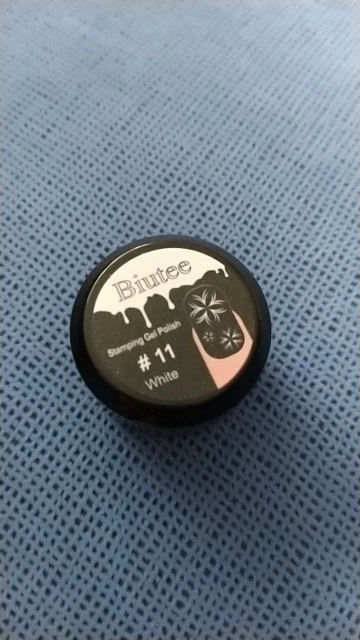 Biutee
Stamping Gel Polish
# 11
White